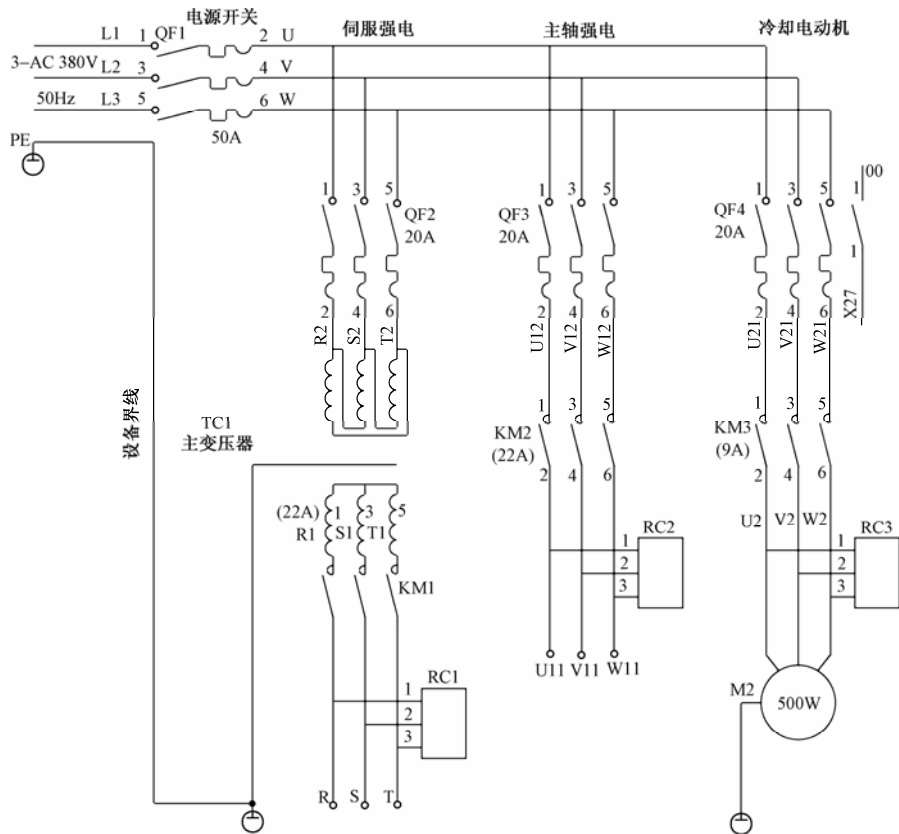 电源开关
伺服强电
主轴强电
冷却电动机
L1 1 QF1 2 U
3~AC 380V L2 3 4 V
50Hz L3 5 6 W
50A
PE
1 3 5
QF2
20A
2 4 6
R2 S2 T2
1 3 5
QF3
20A
2 4 6
U12 V12 W12
1 3 5
QF4
20A
2 4 6
U21 V21 W21
1 00
1
X27
设备界线
TC1
主变压器
1 3 5
KM2
(22A)
2 4 6
1 3 5
KM3
(9A)
2 4 6
(22A) 1 3 5
R1 S1 T1
KM1
RC2
1
2
3
U2 V2 W2
RC3
1
2
3
U11 V11 W11
RC1
1
2
3
M2
500W
R S T